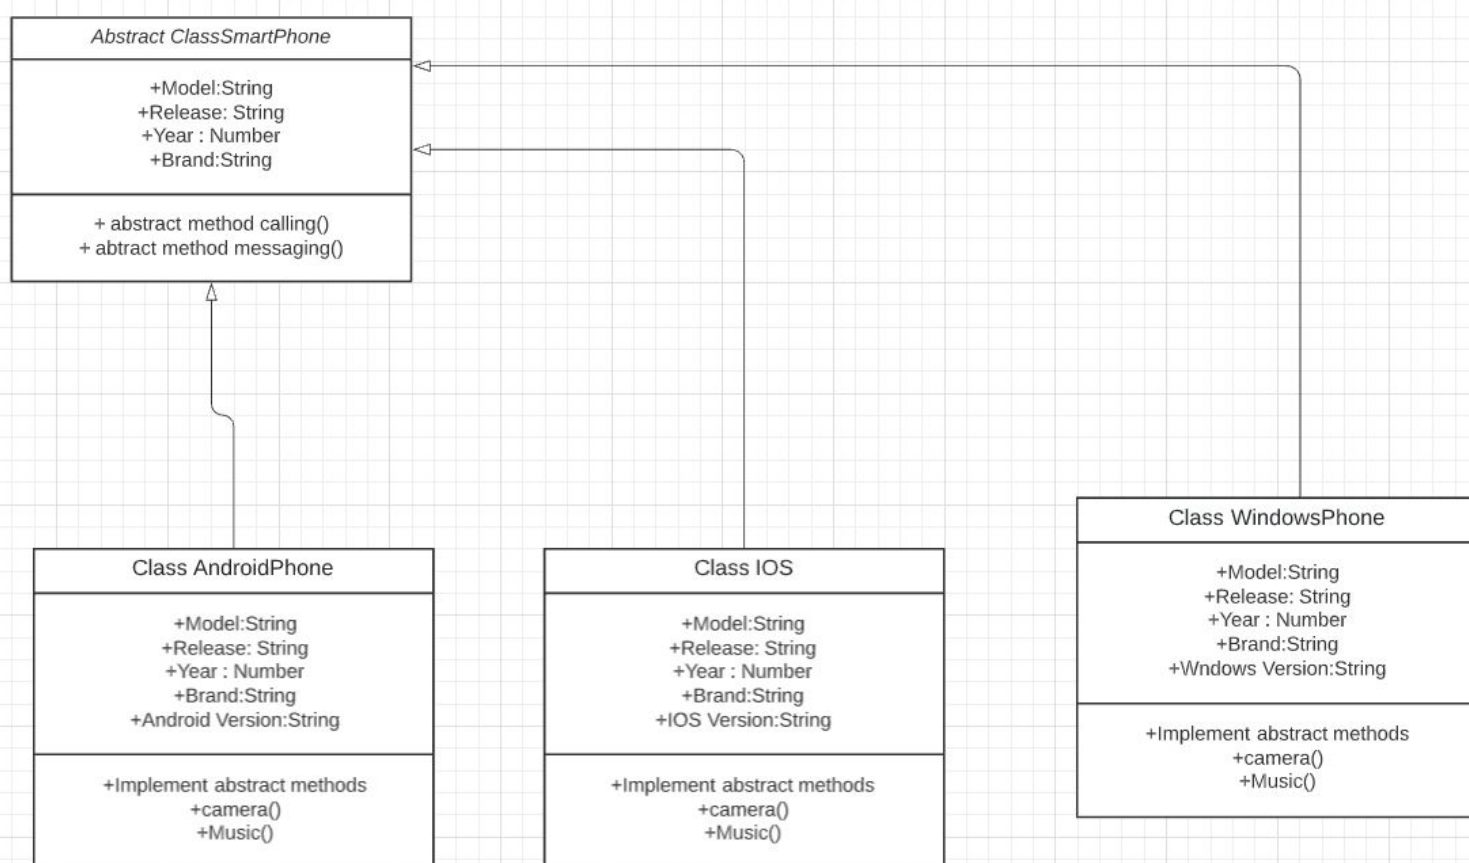 Abstract ClassSmartPhone
+Model:String
+Release: String
+Year : Number
+Brand:String
+ abstract method calling()
+ abtract method messaging()
Class AndroidPhone
+Model:String
+Release: String
+Year : Number
+Brand:String
+Android Version:String
+Implement abstract methods
+camera()
+Music()
Class IOS
+Model:String
+Release: String
+Year : Number
+Brand:String
+IOS Version:String
+Implement abstract methods
+camera()
+Music()
Class WindowsPhone
+Model:String
+Release: String
+Year : Number
+Brand:String
+Wndows Version:String
+Implement abstract methods
+camera()
+Music()